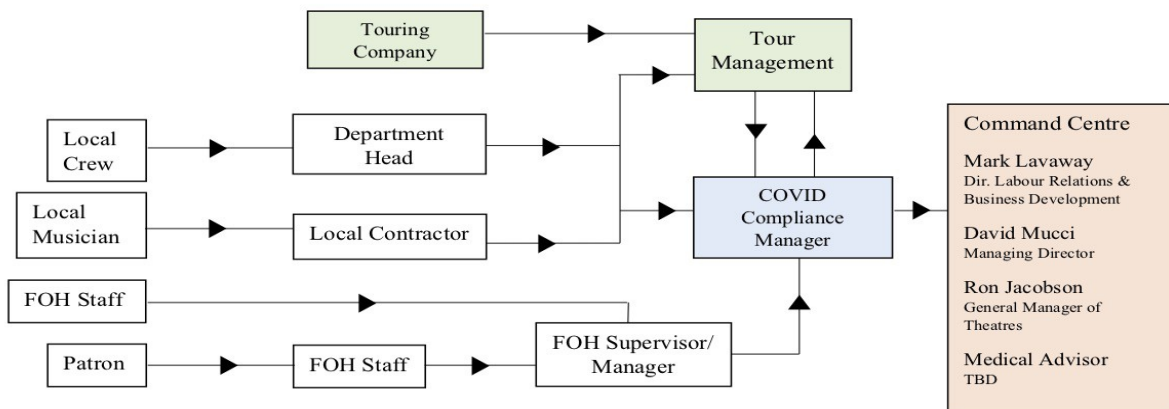 Touring
Company
Tour
Management
Local
Crew
Department
Head
Local
Musician
Local Contractor
COVID
Compliance
Manager
FOH Staff
Patron
FOH Staff
FOH Supervisor/
Manager
Command Centre
Mark Lavaway
Dir. Labour Relations &
Business Development
David Mucci
Managing Director
Ron Jacobson
General Manager of
Theatres
Medical Advisor
TBD